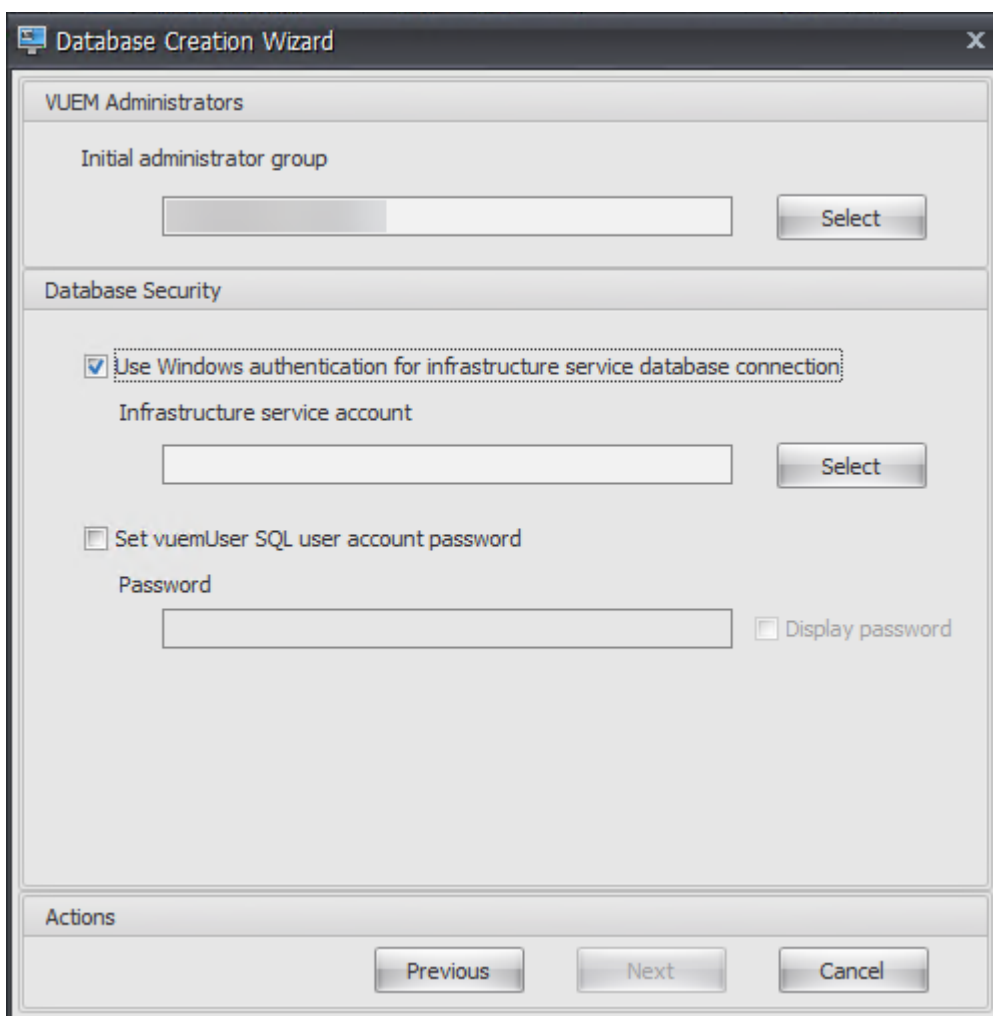 Database Creation Wizard
VUEM Administrators
Initial administrator group
Select
Database Security
Use Windows authentication for infrastructure service database connection
Infrastructure service account
Select
Set vuemUser SQL user account password
Password
Display password
Actions
Previous Next Cancel